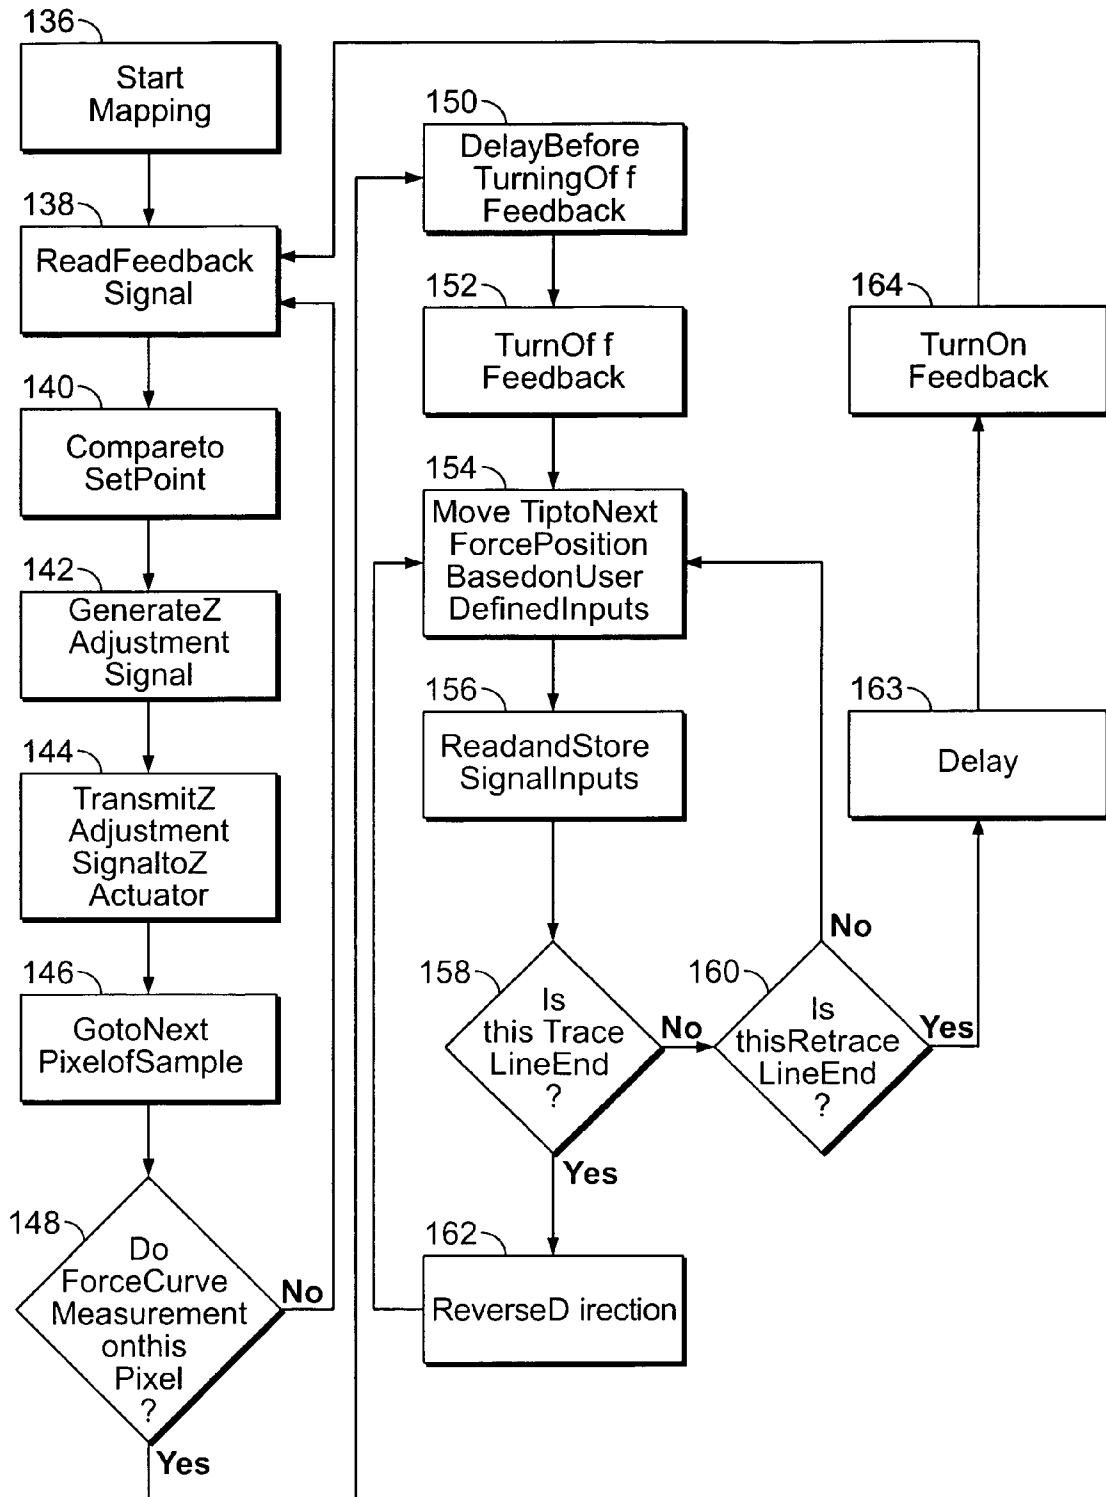 136
Start
Mapping
138
ReadFeedback
Signal
140
Compareto
SetPoint
142
GenerateZ
Adjustment
Signal
144
TransmitZ
Adjustment
SignaltoZ
Actuator
146
GotoNext
PixelofSample
148
Do
ForceCurve
Measurement
onthis
Pixel
?
No
Yes
150
DelayBefore
TurningOf f
Feedback
152
TurnOf f
Feedback
154
Move TiptoNext
ForcePosition
BasedonUser
DefinedInputs
156
ReadandStore
SignalInputs
158
Is
this Trace
LineEnd
?
No
Yes
160
Is
thisRetrace
LineEnd
?
No
Yes
162
ReverseD irection
163
Delay
164
TurnOn
Feedback